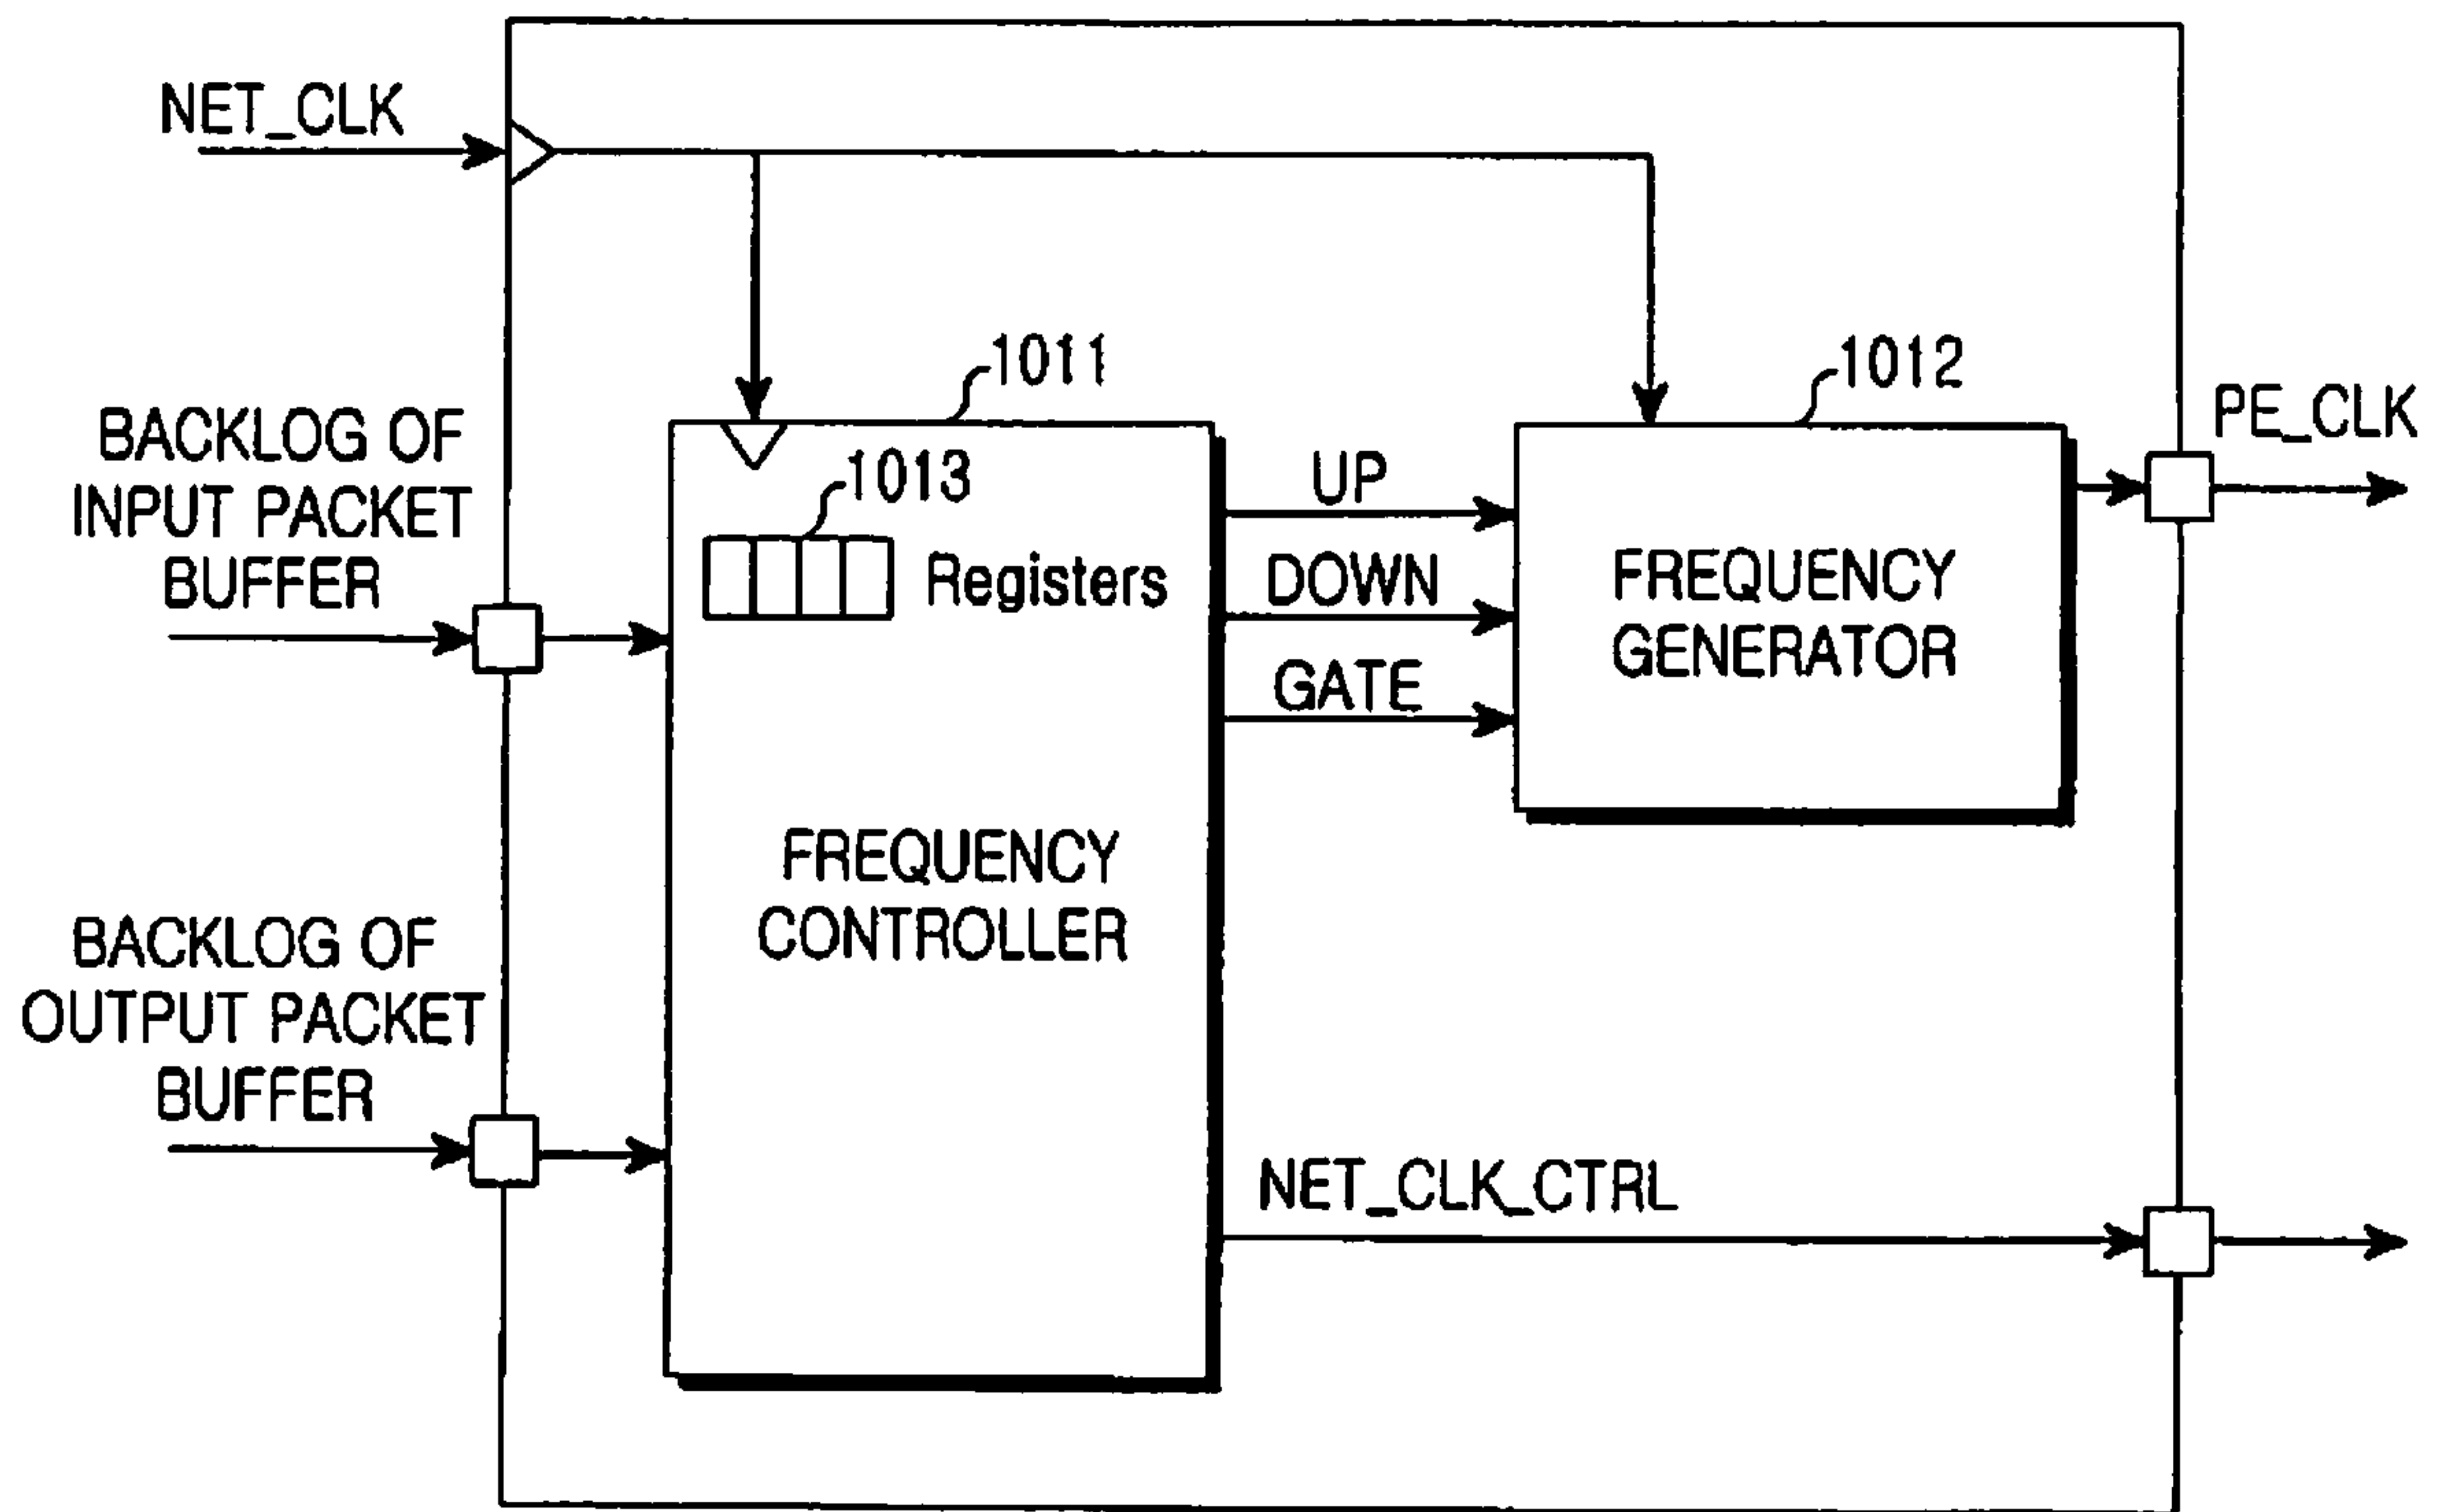 NET_CLK
1011
1012
PE_CLK
BACKLOG OF
INPUT PACKET
BUFFER
1013
Registers
UP
DOWN
GATE
FREQUENCY
GENERATOR
FREQUENCY
CONTROLLER
BACKLOG OF
OUTPUT PACKET
BUFFER
NET_CLK_CTRL